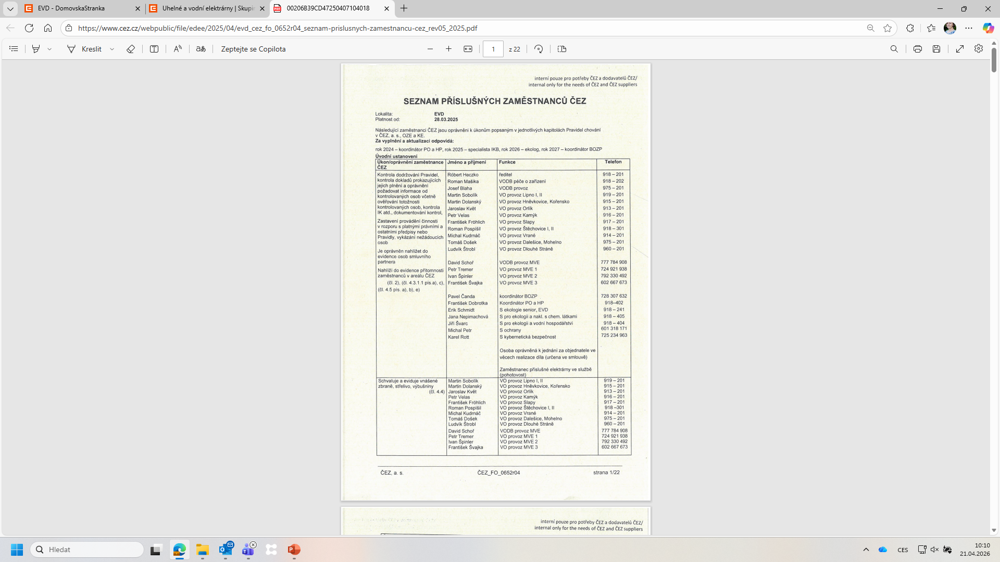 EVD - DomovskaStranka
Uhelné a vodní elektrárny | Skupin
00206B39CD47250407104018
https://www.cez.cz/webpublic/file/edee/2025/04/evd_cez_fo_0652r04_seznam-prislusnych-zamestnancu-cez_rev05_2025.pdf
Kreslit
aあ
Zeptejte se Copilota
1 z 22
interní pouze pro potřeby ČEZ a dodavatelů ČEZ/
internal only for the needs of ČEZ and ČEZ suppliers
SEZNAM PŘÍSLUŠNÝCH ZAMĚSTNANCŮ ČEZ
Lokalita: EVD
Platnost od: 28.03.2025
Následující zaměstnanci ČEZ jsou oprávněni k úkonům popsaným v jednotlivých kapitolách Pravidel chování
v ČEZ, a. s., OZE a KE.
Za vyplnění a aktualizaci odpovídá:
rok 2024 – koordinátor PO a HP, rok 2025 – specialista IKB, rok 2026 – ekolog, rok 2027 – koordinátor BOZP
Úvodní ustanovení
Úkon/oprávnění zaměstnance
ČEZ
Jméno a příjmení
Funkce
Telefon
Kontrola dodržování Pravidel,
kontrola dokladů prokazujících
jejich plnění a oprávnění
požadovat informace od
kontrolovaných osob včetně
ověřování totožnosti
kontrolovaných osob, kontrola
IK atd., dokumentování kontrol,
Zastavení provádění činnosti
v rozporu s platnými právními a
ostatními předpisy nebo
Pravidly, vykázání nežádoucích
osob
Je oprávněn nahlížet do
evidence osob smluvního
partnera
Nahlíží do evidence přítomnosti
zaměstnanců v areálu ČEZ
(čl. 2), (čl. 4.3.1.1 pis.a), c),
(čl. 4.5 pis. a), b), e)
Róbert Heczko ředitel 918 – 201
Roman Mašika VODB péče o zařízení 918 – 202
Josef Blaha VODB provoz 975 – 201
Martin Sobolík VO provoz Lipno I, II 919 – 201
Martin Dolanský VO provoz Hněvkovice, Kořensko 915 – 201
Jaroslav Květ VO provoz Orlík 913 – 201
Petr Velas VO provoz Kamýk 916 – 201
František Fröhlich VO provoz Slapy 917 – 201
Roman Pospíšil VO provoz Štěchovice I, II 918 – 301
Michal Kudrnáč VO provoz Vrané 914 – 201
Tomáš Došek VO provoz Dalešice, Mohelno 975 – 201
Ludvík Štrobl VO provoz Dlouhé Stráně 960 – 201
David Schoř VODB provoz MVE 777 784 908
Petr Tremer VO provoz MVE 1 724 921 938
Ivan Špinler VO provoz MVE 2 792 330 492
František Švajka VO provoz MVE 3 602 667 673
Pavel Čanda koordinátor BOZP 728 307 632
František Dobrotka Koordinátor PO a HP 918–402
Erik Schmidt S ekologie senior, EVD 918 – 241
Jana Nepimachová S pro ekologii a nakl. s chem. látkami 918 – 405
Jiří Švarc S pro ekologii a vodní hospodářství 918 – 404
Michal Petr S ochrany 601 318 171
Karel Rott S kybernetická bezpečnost 725 234 963
Osoba oprávněná k jednání za objednatele ve
věcech realizace díla (určena ve smlouvě)
Zaměstnanec příslušné elektrárny ve službě
(pohotovost)
Schvaluje a eviduje vnášené
zbraně, střelivo, výbušniny
(čl. 4.4)
Martin Sobolík VO provoz Lipno I, II 919 – 201
Martin Dolanský VO provoz Hněvkovice, Kořensko 915 – 201
Jaroslav Květ VO provoz Orlík 913 – 201
Petr Velas VO provoz Kamýk 916 – 201
František Fröhlich VO provoz Slapy 917 – 201
Roman Pospíšil VO provoz Štěchovice I, II 918 –301
Michal Kudrnáč VO provoz Vrané 914 – 201
Tomáš Došek VO provoz Dalešice, Mohelno 975 – 201
Ludvík Štrobl VO provoz Dlouhé Stráně 960 – 201
David Schoř VODB provoz MVE 777 784 908
Petr Tremer VO provoz MVE 1 724 921 938
Ivan Špinler VO provoz MVE 2 792 330 492
František Švajka VO provoz MVE 3 602 667 673
ČEZ, a. s. ČEZ_FO_0652r04 strana 1/22
interní pouze pro potřeby ČEZ a dodavatelů ČEZ/
internal only for the needs of ČEZ and ČEZ suppliers
Hledat
CES
10:10
21.04.2026